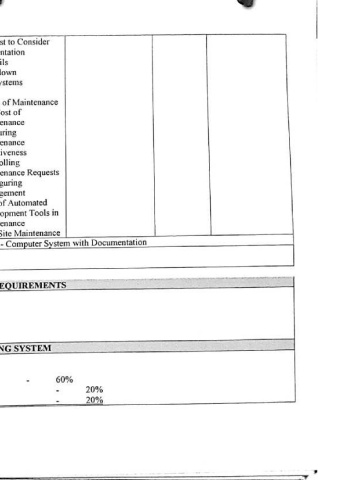 st to Consider
ntation
ils
lown
ystems
of Maintenance
ost of
enance
uring
enance
iveness
olling
enance Requests
guring
gement
of Automated
opment Tools in
enance
Site Maintenance
- Computer System with Documentation
EQUIREMENTS
NG SYSTEM
- 60%
- 20%
- 20%